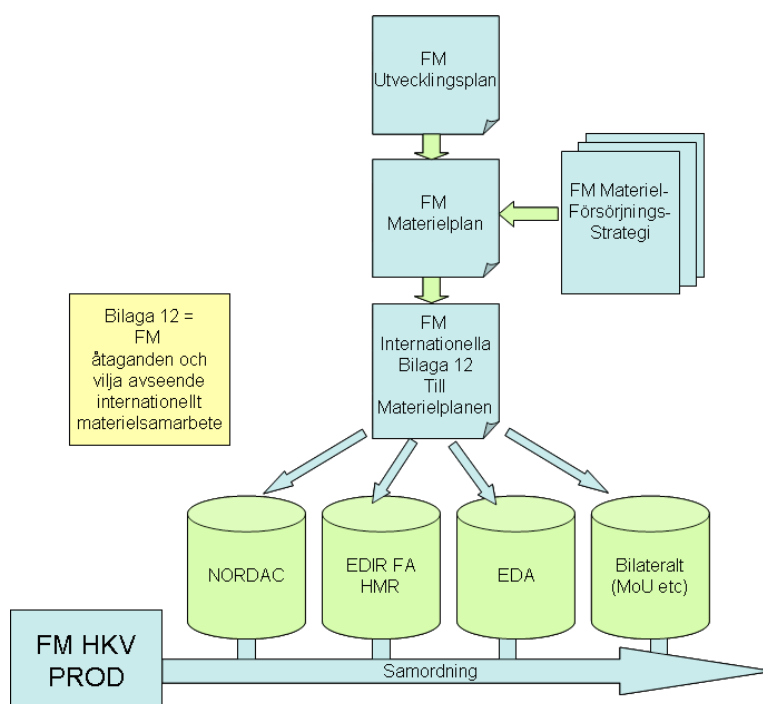 FM
Utvecklingsplan
FM
Materielplan
FM Materiel-
Försörjnings-
Strategi
FM
Internationella
Bilaga 12
Till
Materielplanen
Bilaga 12 =
FM
åtaganden och
vilja avseende
internationellt
materielsamarbete
NORDAC
EDIR FA
HMR
EDA
Bilateralt
(MoU etc)
FM HKV
PROD
Samordning